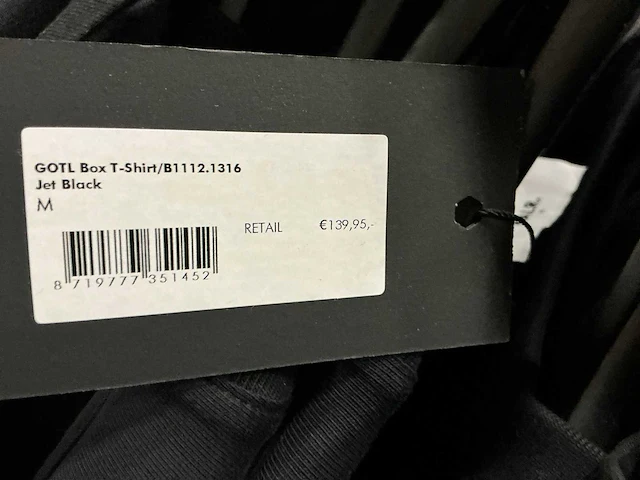 GOTL Box T-Shirt/B1112.1316
Jet Black
M
RETAIL €139,95,-
8 719777 351452